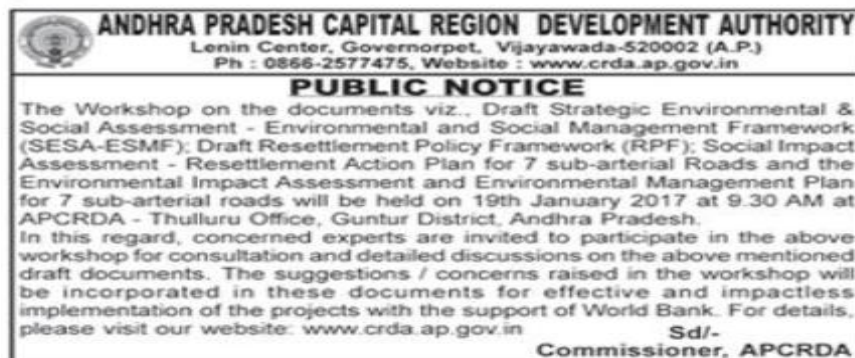 ANDHRA PRADESH CAPITAL REGION DEVELOPMENT AUTHORITY
Lenin Center, Governorpet, Vijayawada-520002 (A.P.)
Ph : 0866-2577475, Website : www.crda.ap.gov.in
PUBLIC NOTICE
The Workshop on the documents viz., Draft Strategic Environmental &
Social Assessment - Environmental and Social Management Framework
(SESA-ESMF); Draft Resettlement Policy Framework (RPF); Social Impact
Assessment - Resettlement Action Plan for 7 sub-arterial Roads and the
Environmental Impact Assessment and Environmental Management Plan
for 7 sub-arterial roads will be held on 19th January 2017 at 9.30 AM at
APCRDA - Thulluru Office, Guntur District, Andhra Pradesh.
In this regard, concerned experts are invited to participate in the above
workshop for consultation and detailed discussions on the above mentioned
draft documents. The suggestions / concerns raised in the workshop will
be incorporated in these documents for effective and impactless
implementation of the projects with the support of World Bank. For details,
please visit our website: www.crda.ap.gov.in
Sd/-
Commissioner, APCRDA